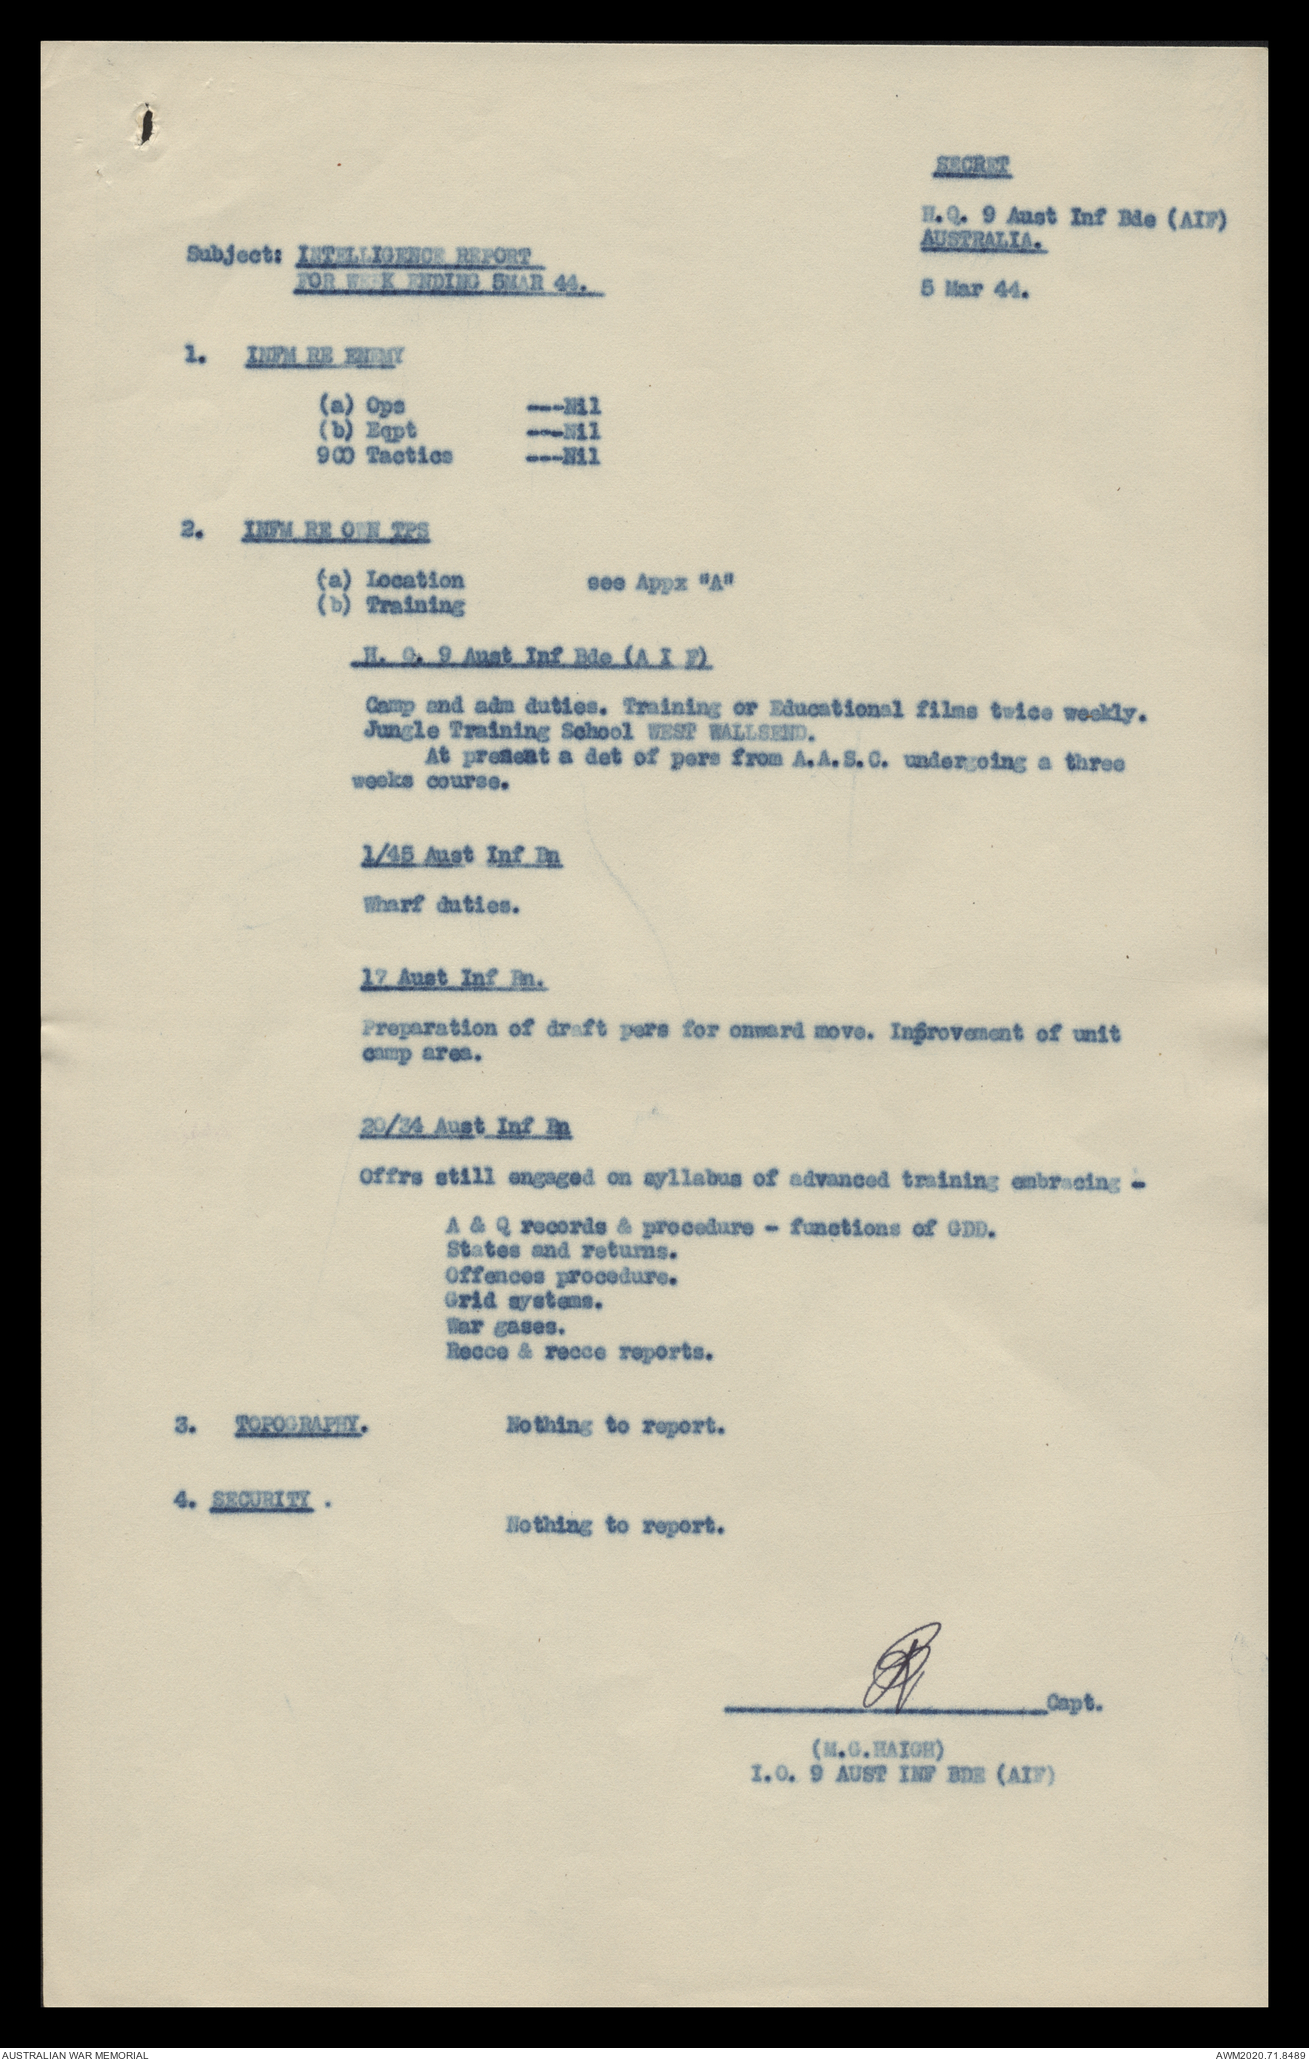 SECRET
H.Q. 9 Aust Inf Bde (AIF)
AUSTRALIA.
Subject: INTELLIGENCE REPORT
FOR WEEK ENDING 5MAR 44.
5 Mar 44.
1. INFM RE ENEMY
(a) Ops ---Nil
(b) Eqpt ---Nil
900 Tactics ---Nil
2. INFM RE OWN TPS
(a) Location see Appx "A"
(b) Training
H. Q. 9 Aust Inf Bde (A I F)
Camp and adm duties. Training or Educational films twice weekly.
Jungle Training School WEST WALLSEND.
At present a det of pers from A.A.S.C. undergoing a three
weeks course.
1/45 Aust Inf Bn
Wharf duties.
17 Aust Inf Bn.
Preparation of draft pers for onward move. Improvement of unit
camp area.
20/34 Aust Inf Bn
Offrs still engaged on syllabus of advanced training embracing -
A & Q records & procedure - functions of GDD.
States and returns.
Offences procedure.
Grid systems.
War gases.
Recce & recce reports.
3. TOPOGRAPHY. Nothing to report.
4. SECURITY .
Nothing to report.
Capt.
(M.G.HAIGH)
I.O. 9 AUST INF BDE (AIF)
AUSTRALIAN WAR MEMORIAL
AWM2020.71.8489